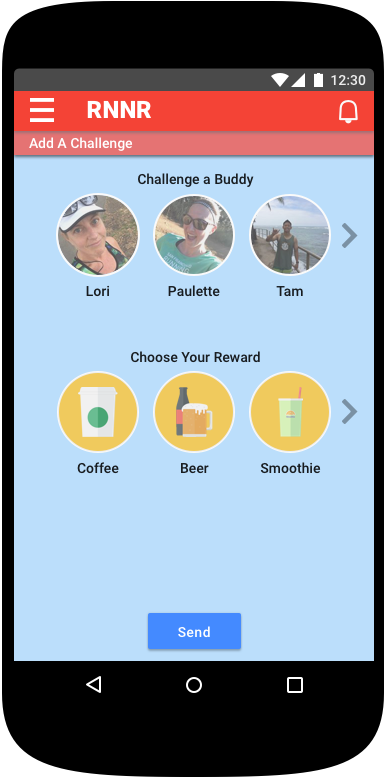 12:30
RNNR
Add A Challenge
Challenge a Buddy
Lori Paulette Tam
Choose Your Reward
Coffee Beer Smoothie
Send